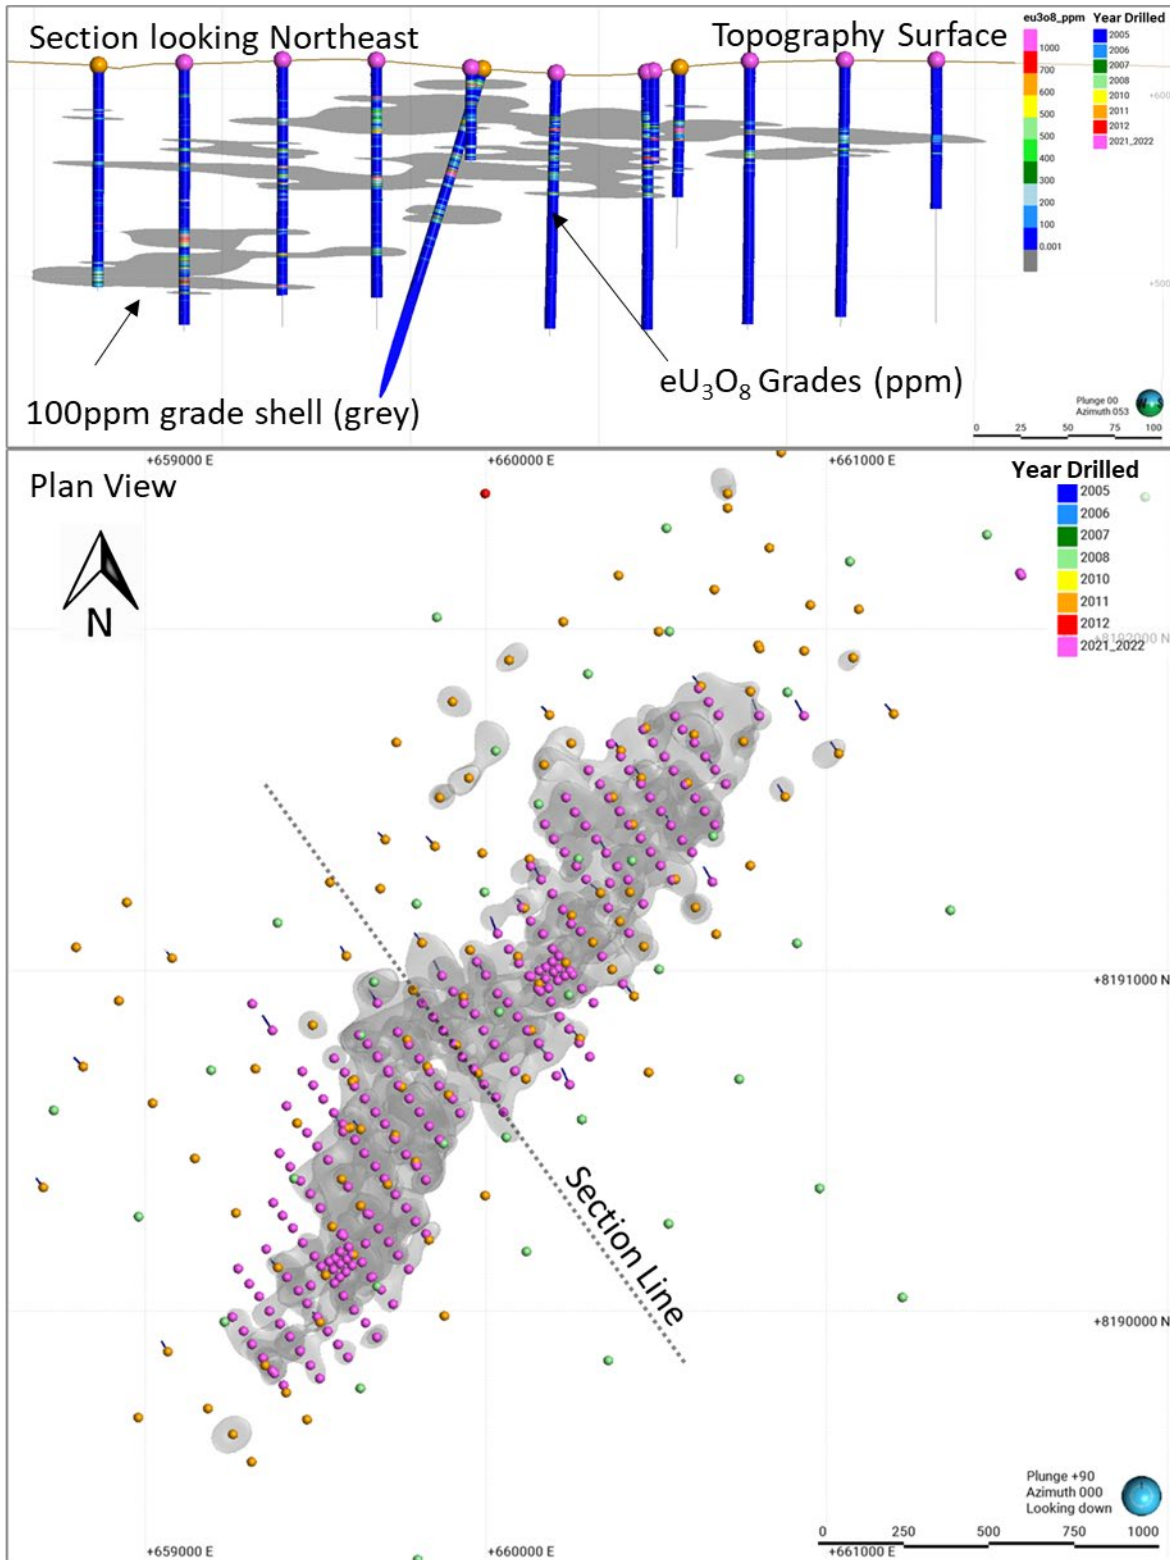 Section looking Northeast
Topography Surface
eu3o8_ppm
1000
700
600
500
500
400
300
200
100
0.001
Year Drilled
2005
2006
2007
2008
2010
2011
2012
2021_2022
+500
100ppm grade shell (grey)
eU₃O₈ Grades (ppm)
Plunge 00
Azimuth 053
0 25 50 75 100
+659000 E +660000 E +661000 E
Plan View
Year Drilled
2005
2006
2007
2008
2010
2011
2012
2021_2022
N
+8192000 N
+8191000 N
Section Line
+8190000 N
Plunge +90
Azimuth 000
Looking down
0 250 500 750 1000
+659000 E +660000 E +661000 E